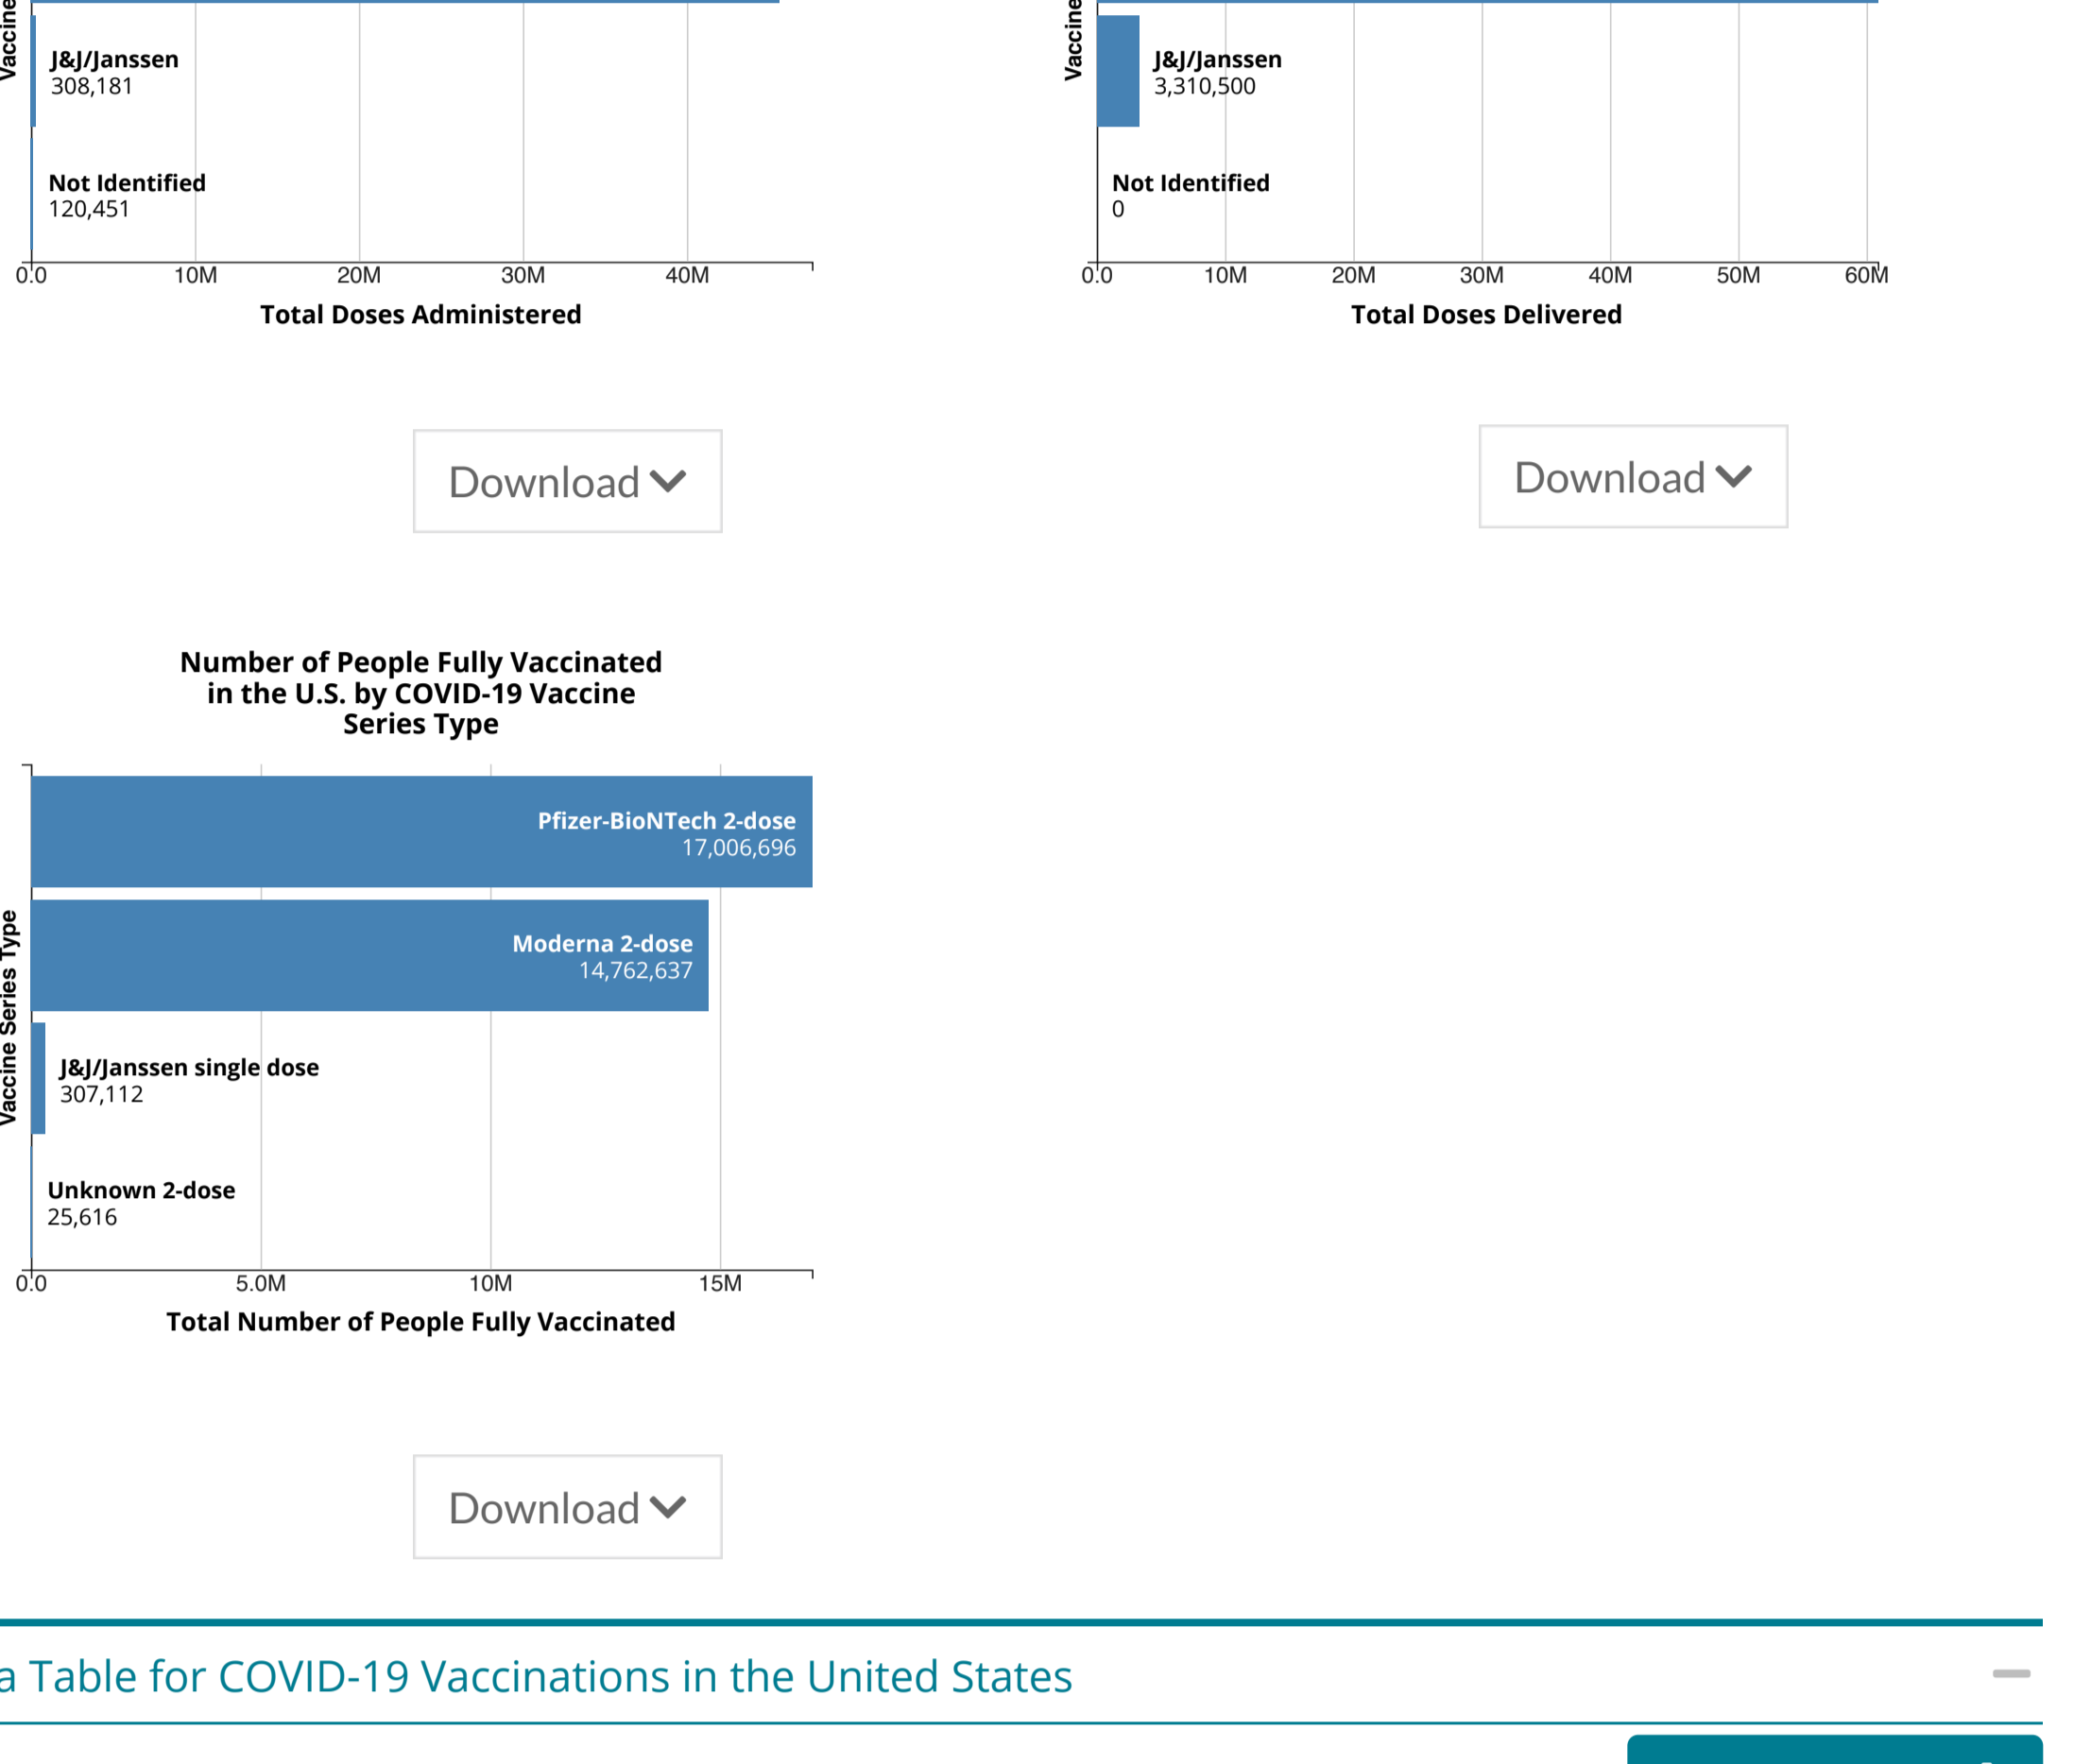 Vaccine
J&J/Janssen
308,181
Not Identified
120,451
0.0 10M 20M 30M 40M
Total Doses Administered
Download
Vaccine
J&J/Janssen
3,310,500
Not Identified
0
0.0 10M 20M 30M 40M 50M 60M
Total Doses Delivered
Download
Number of People Fully Vaccinated
in the U.S. by COVID-19 Vaccine
Series Type
Vaccine Series Type
Pfizer-BioNTech 2-dose
17,006,696
Moderna 2-dose
14,762,637
J&J/Janssen single dose
307,112
Unknown 2-dose
25,616
0.0 5.0M 10M 15M
Total Number of People Fully Vaccinated
Download
a Table for COVID-19 Vaccinations in the United States